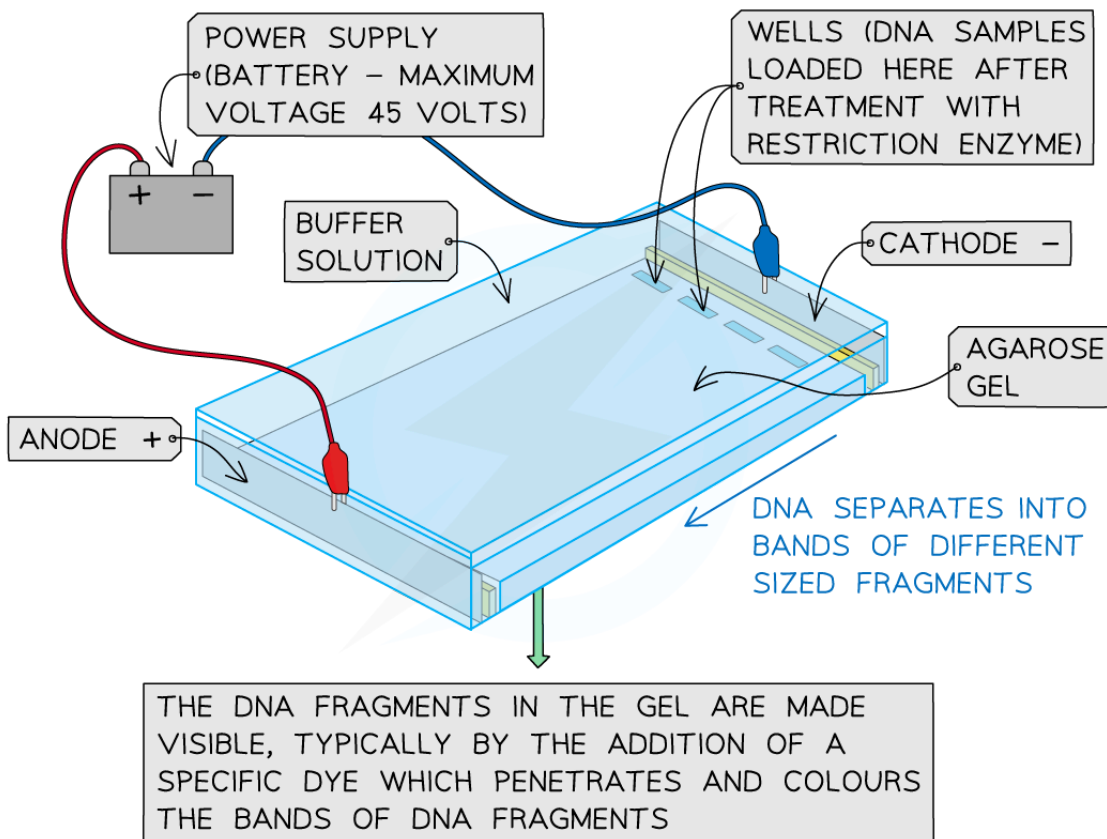 POWER SUPPLY
(BATTERY – MAXIMUM
VOLTAGE 45 VOLTS)
WELLS (DNA SAMPLES
LOADED HERE AFTER
TREATMENT WITH
RESTRICTION ENZYME)
+ −
BUFFER
SOLUTION
CATHODE −
AGAROSE
GEL
ANODE +
DNA SEPARATES INTO
BANDS OF DIFFERENT
SIZED FRAGMENTS
THE DNA FRAGMENTS IN THE GEL ARE MADE
VISIBLE, TYPICALLY BY THE ADDITION OF A
SPECIFIC DYE WHICH PENETRATES AND COLOURS
THE BANDS OF DNA FRAGMENTS